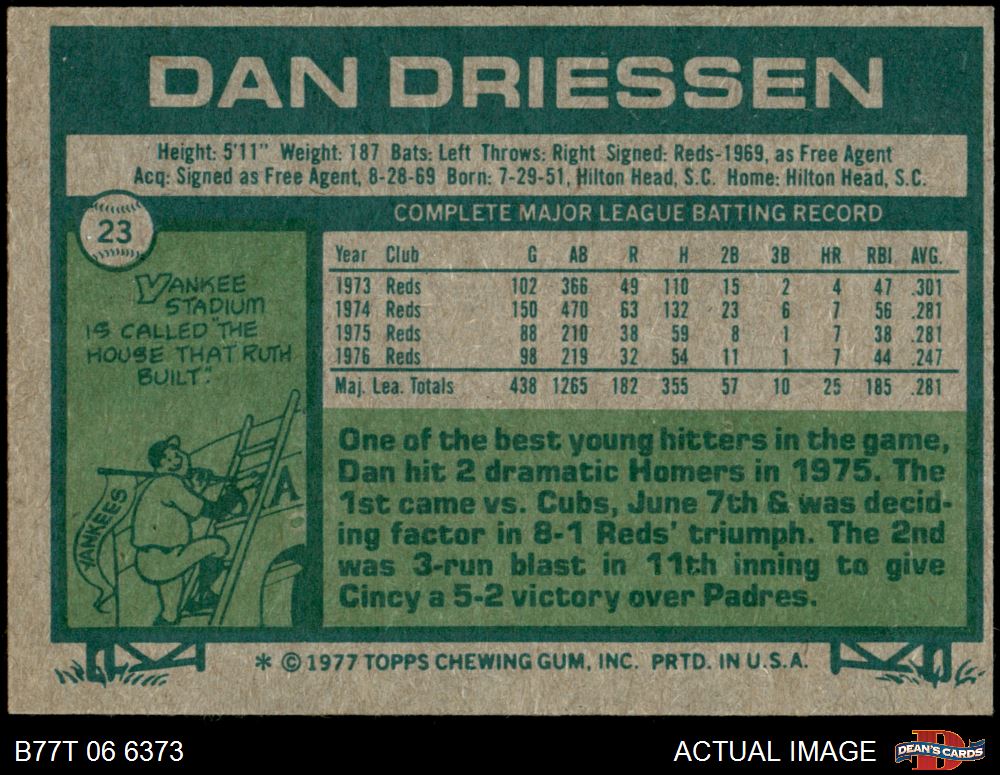 DAN DRIESSEN
Height: 5'11" Weight: 187 Bats: Left Throws: Right Signed: Reds-1969, as Free Agent
Acq: Signed as Free Agent, 8-28-69 Born: 7-29-51, Hilton Head, S.C. Home: Hilton Head, S.C.
23
YANKEE
STADIUM
IS CALLED "THE
HOUSE THAT RUTH
BUILT."
YANKEES
A
COMPLETE MAJOR LEAGUE BATTING RECORD
Year Club G AB R H 2B 3B HR RBI AVG.
1973 Reds 102 366 49 110 15 2 4 47 .301
1974 Reds 150 470 63 132 23 6 7 56 .281
1975 Reds 88 210 38 59 8 1 7 38 .281
1976 Reds 98 219 32 54 11 1 7 44 .247
Maj. Lea. Totals 438 1265 182 355 57 10 25 185 .281
One of the best young hitters in the game,
Dan hit 2 dramatic Homers in 1975. The
1st came vs. Cubs, June 7th & was decid-
ing factor in 8-1 Reds' triumph. The 2nd
was 3-run blast in 11th inning to give
Cincy a 5-2 victory over Padres.
* © 1977 TOPPS CHEWING GUM, INC. PRTD. IN U.S.A.
B77T 06 6373
ACTUAL IMAGE
D
DEAN'S CARDS